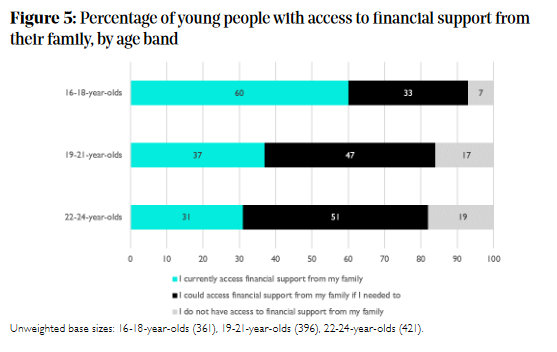 Figure 5: Percentage of young people with access to financial support from
their family, by age band
16-18-year-olds 60 33 7
19-21-year-olds 37 47 17
22-24-year-olds 31 51 19
0 10 20 30 40 50 60 70 80 90 100
I currently access financial support from my family
I could access financial support from my family if I needed to
I do not have access to financial support from my family
Unweighted base sizes: 16-18-year-olds (361), 19-21-year-olds (396), 22-24-year-olds (421).